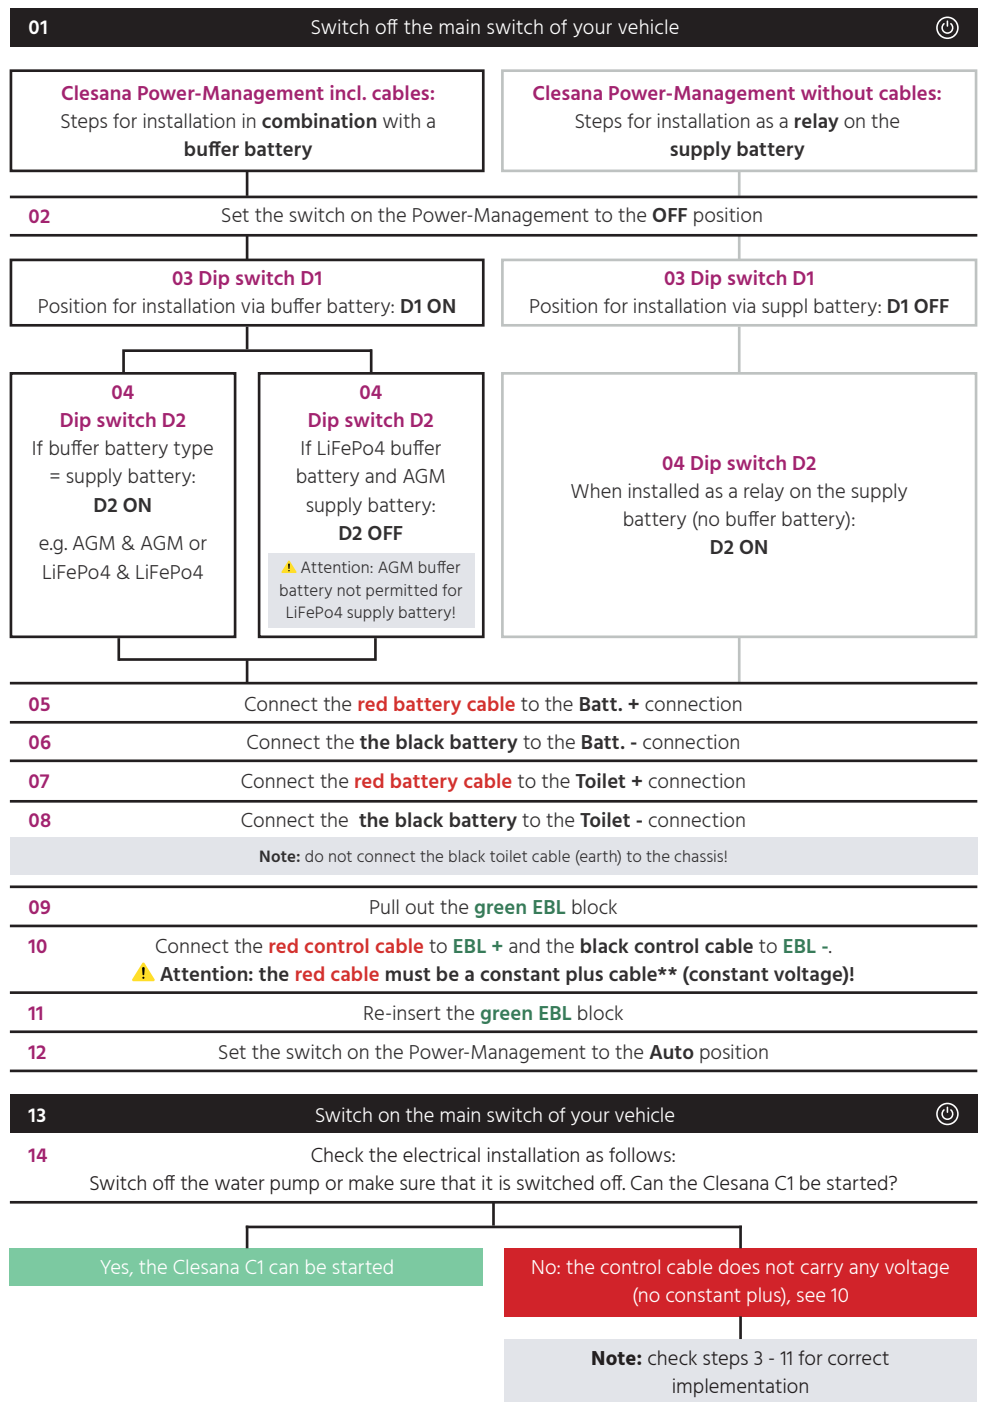 01 Switch off the main switch of your vehicle
Clesana Power-Management incl. cables:
Steps for installation in combination with a
buffer battery
Clesana Power-Management without cables:
Steps for installation as a relay on the
supply battery
02 Set the switch on the Power-Management to the OFF position
03 Dip switch D1
Position for installation via buffer battery: D1 ON
03 Dip switch D1
Position for installation via suppl battery: D1 OFF
04
Dip switch D2
If buffer battery type
= supply battery:
D2 ON
e.g. AGM & AGM or
LiFePo4 & LiFePo4
04
Dip switch D2
If LiFePo4 buffer
battery and AGM
supply battery:
D2 OFF
Attention: AGM buffer
battery not permitted for
LiFePo4 supply battery!
04 Dip switch D2
When installed as a relay on the supply
battery (no buffer battery):
D2 ON
05 Connect the red battery cable to the Batt. + connection
06 Connect the the black battery to the Batt. - connection
07 Connect the red battery cable to the Toilet + connection
08 Connect the the black battery to the Toilet - connection
Note: do not connect the black toilet cable (earth) to the chassis!
09 Pull out the green EBL block
10 Connect the red control cable to EBL + and the black control cable to EBL -.
Attention: the red cable must be a constant plus cable** (constant voltage)!
11 Re-insert the green EBL block
12 Set the switch on the Power-Management to the Auto position
13 Switch on the main switch of your vehicle
14 Check the electrical installation as follows:
Switch off the water pump or make sure that it is switched off. Can the Clesana C1 be started?
Yes, the Clesana C1 can be started
No: the control cable does not carry any voltage
(no constant plus), see 10
Note: check steps 3 - 11 for correct
implementation